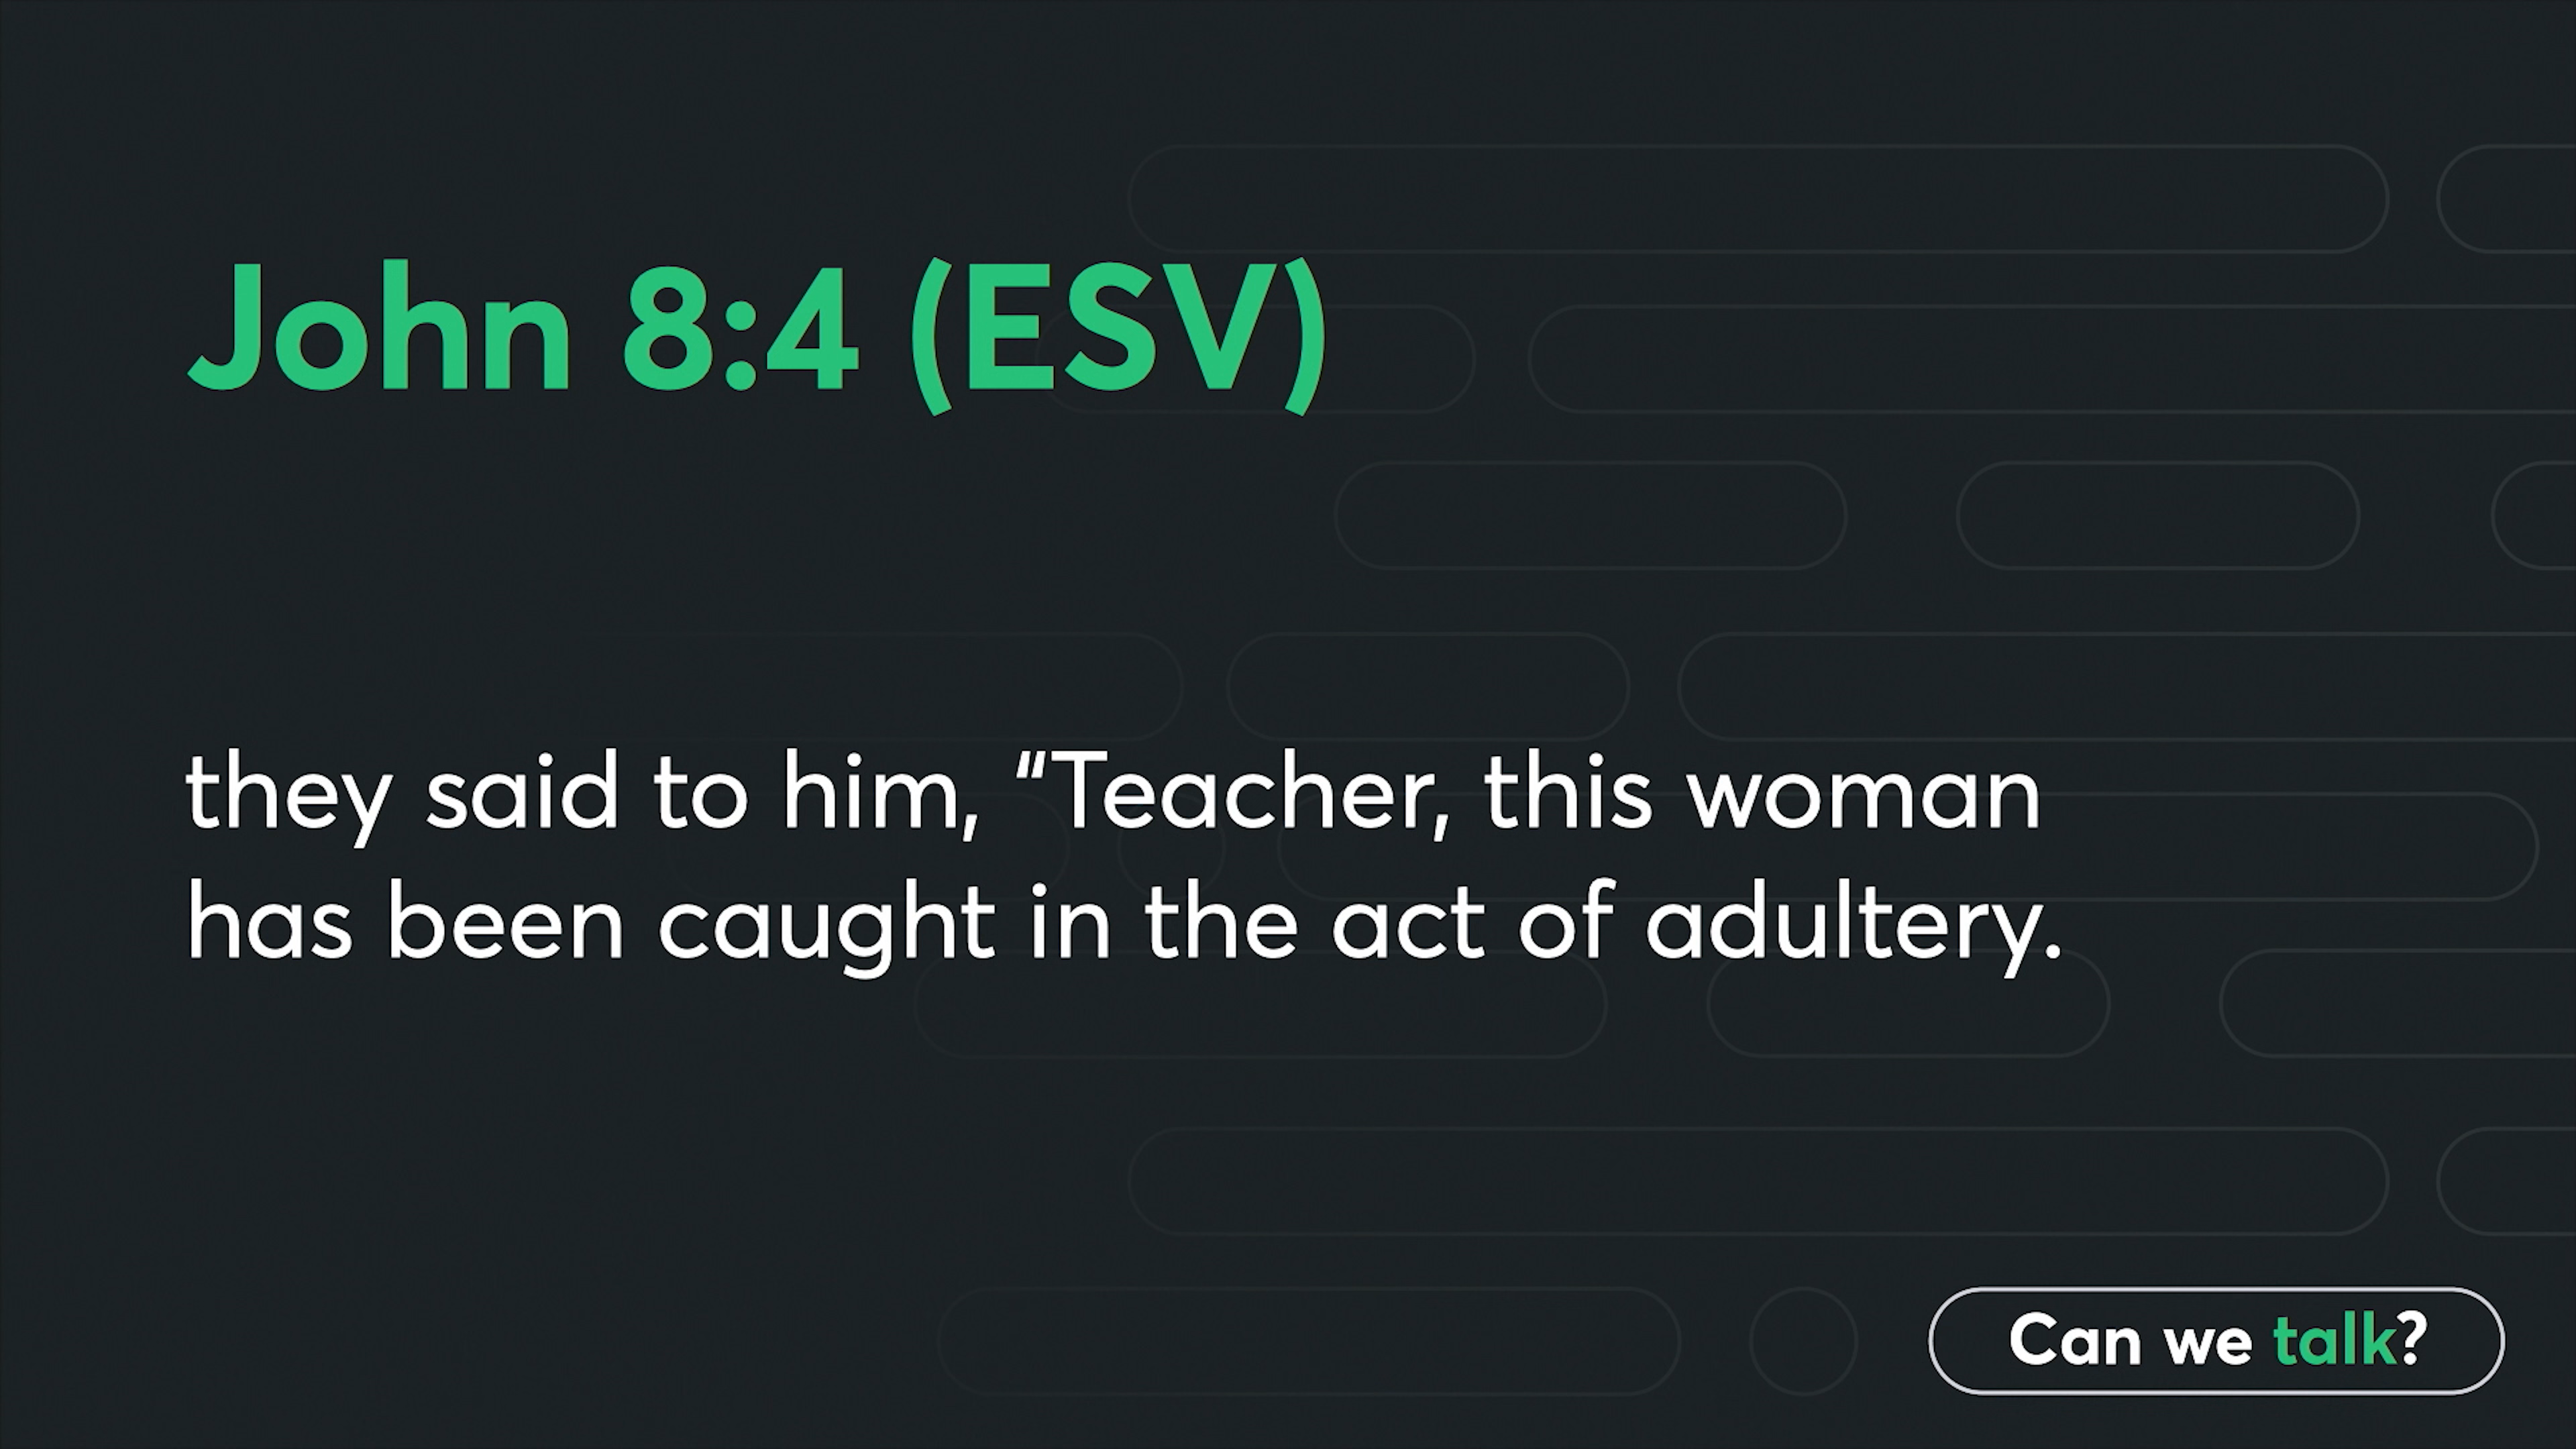 John 8:4 (ESV)
they said to him, “Teacher, this woman
has been caught in the act of adultery.
Can we talk?